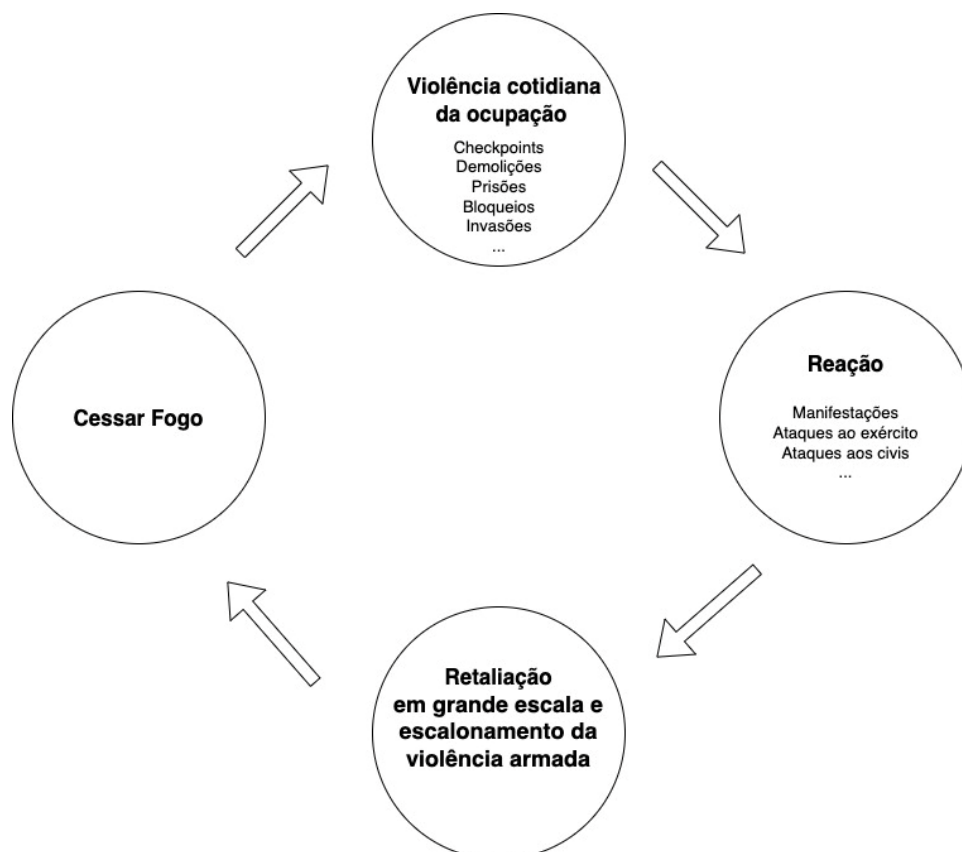 Violência cotidiana
da ocupação
Checkpoints
Demolições
Prisões
Bloqueios
Invasões
...
Reação
Manifestações
Ataques ao exército
Ataques aos civis
...
Retaliação
em grande escala e
escalonamento da
violência armada
Cessar Fogo